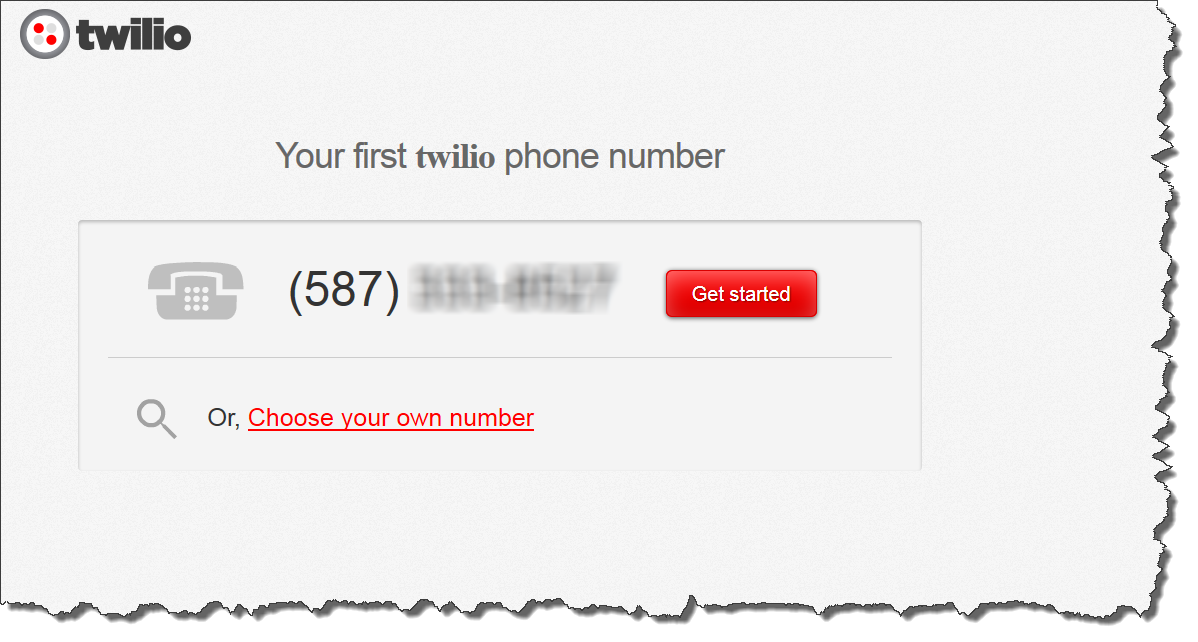 twilio
Your first twilio phone number
(587)
Get started
Or, Choose your own number